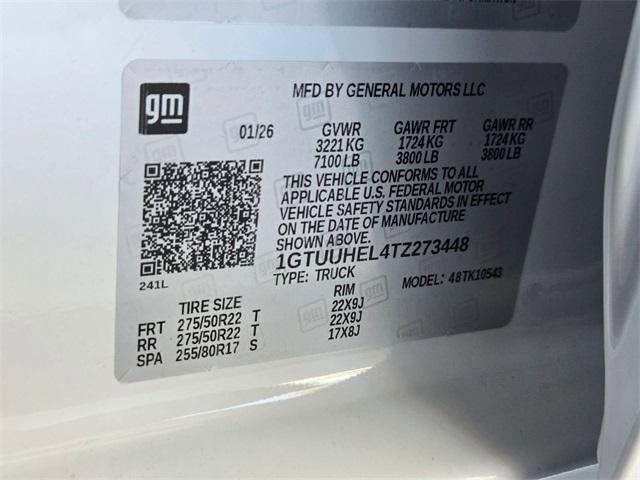 gm
MFD BY GENERAL MOTORS LLC
01/26 GVWR GAWR FRT GAWR RR
3221 KG 1724 KG 1724 KG
7100 LB 3800 LB 3800 LB
THIS VEHICLE CONFORMS TO ALL
APPLICABLE U.S. FEDERAL MOTOR
VEHICLE SAFETY STANDARDS IN EFFECT
ON THE DATE OF MANUFACTURE
SHOWN ABOVE.
1GTUUHEL4TZ273448
TYPE: TRUCK MODEL: 48TK10543
241L
TIRE SIZE RIM
FRT 275/50R22 T 22X9J
RR 275/50R22 T 22X9J
SPA 255/80R17 S 17X8J